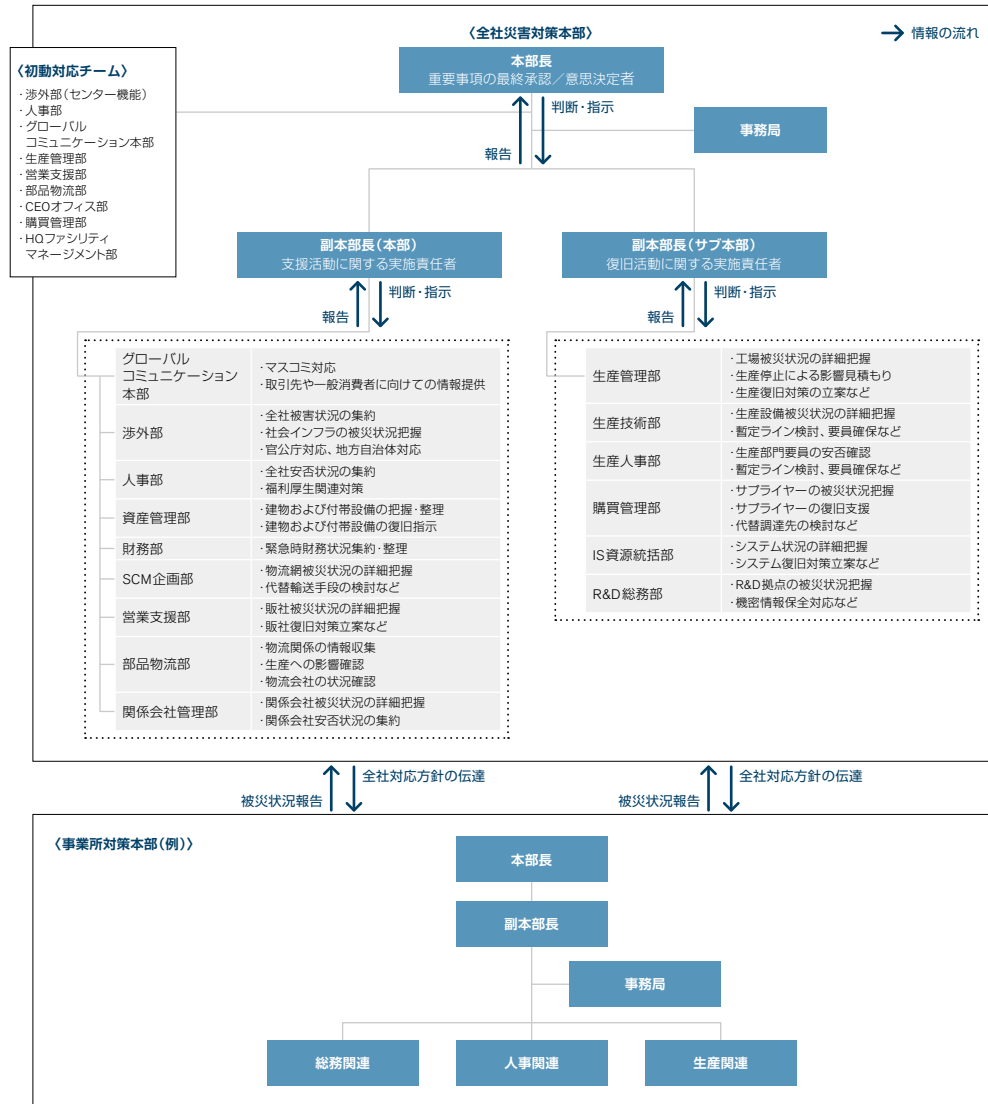 〈全社災害対策本部〉
→ 情報の流れ
本部長
重要事項の最終承認／意思決定者
〈初動対応チーム〉
・渉外部(センター機能)
・人事部
・グローバル
コミュニケーション本部
・生産管理部
・営業支援部
・部品物流部
・CEOオフィス部
・購買管理部
・HQファシリティ
マネージメント部
判断・指示
報告
事務局
副本部長(本部)
支援活動に関する実施責任者
副本部長(サブ本部)
復旧活動に関する実施責任者
判断・指示
報告
判断・指示
報告
グローバル
コミュニケーション
本部
・マスコミ対応
・取引先や一般消費者に向けての情報提供
渉外部
・全社被害状況の集約
・社会インフラの被災状況把握
・官公庁対応、地方自治体対応
人事部
・全社安否状況の集約
・福利厚生関連対策
資産管理部
・建物および付帯設備の把握・整理
・建物および付帯設備の復旧指示
財務部
・緊急時財務状況集約・整理
SCM企画部
・物流網被災状況の詳細把握
・代替輸送手段の検討など
営業支援部
・販社被災状況の詳細把握
・販社復旧対策立案など
部品物流部
・物流関係の情報収集
・生産への影響確認
・物流会社の状況確認
関係会社管理部
・関係会社被災状況の詳細把握
・関係会社安否状況の集約
生産管理部
・工場被災状況の詳細把握
・生産停止による影響見積もり
・生産復旧対策の立案など
生産技術部
・生産設備被災状況の詳細把握
・暫定ライン検討、要員確保など
生産人事部
・生産部門要員の安否確認
・暫定ライン検討、要員確保など
購買管理部
・サプライヤーの被災状況把握
・サプライヤーの復旧支援
・代替調達先の検討など
IS資源統括部
・システム状況の詳細把握
・システム復旧対策立案など
R&D総務部
・R&D拠点の被災状況把握
・機密情報保全対応など
全社対応方針の伝達
被災状況報告
全社対応方針の伝達
被災状況報告
〈事業所対策本部(例)〉
本部長
副本部長
事務局
総務関連
人事関連
生産関連